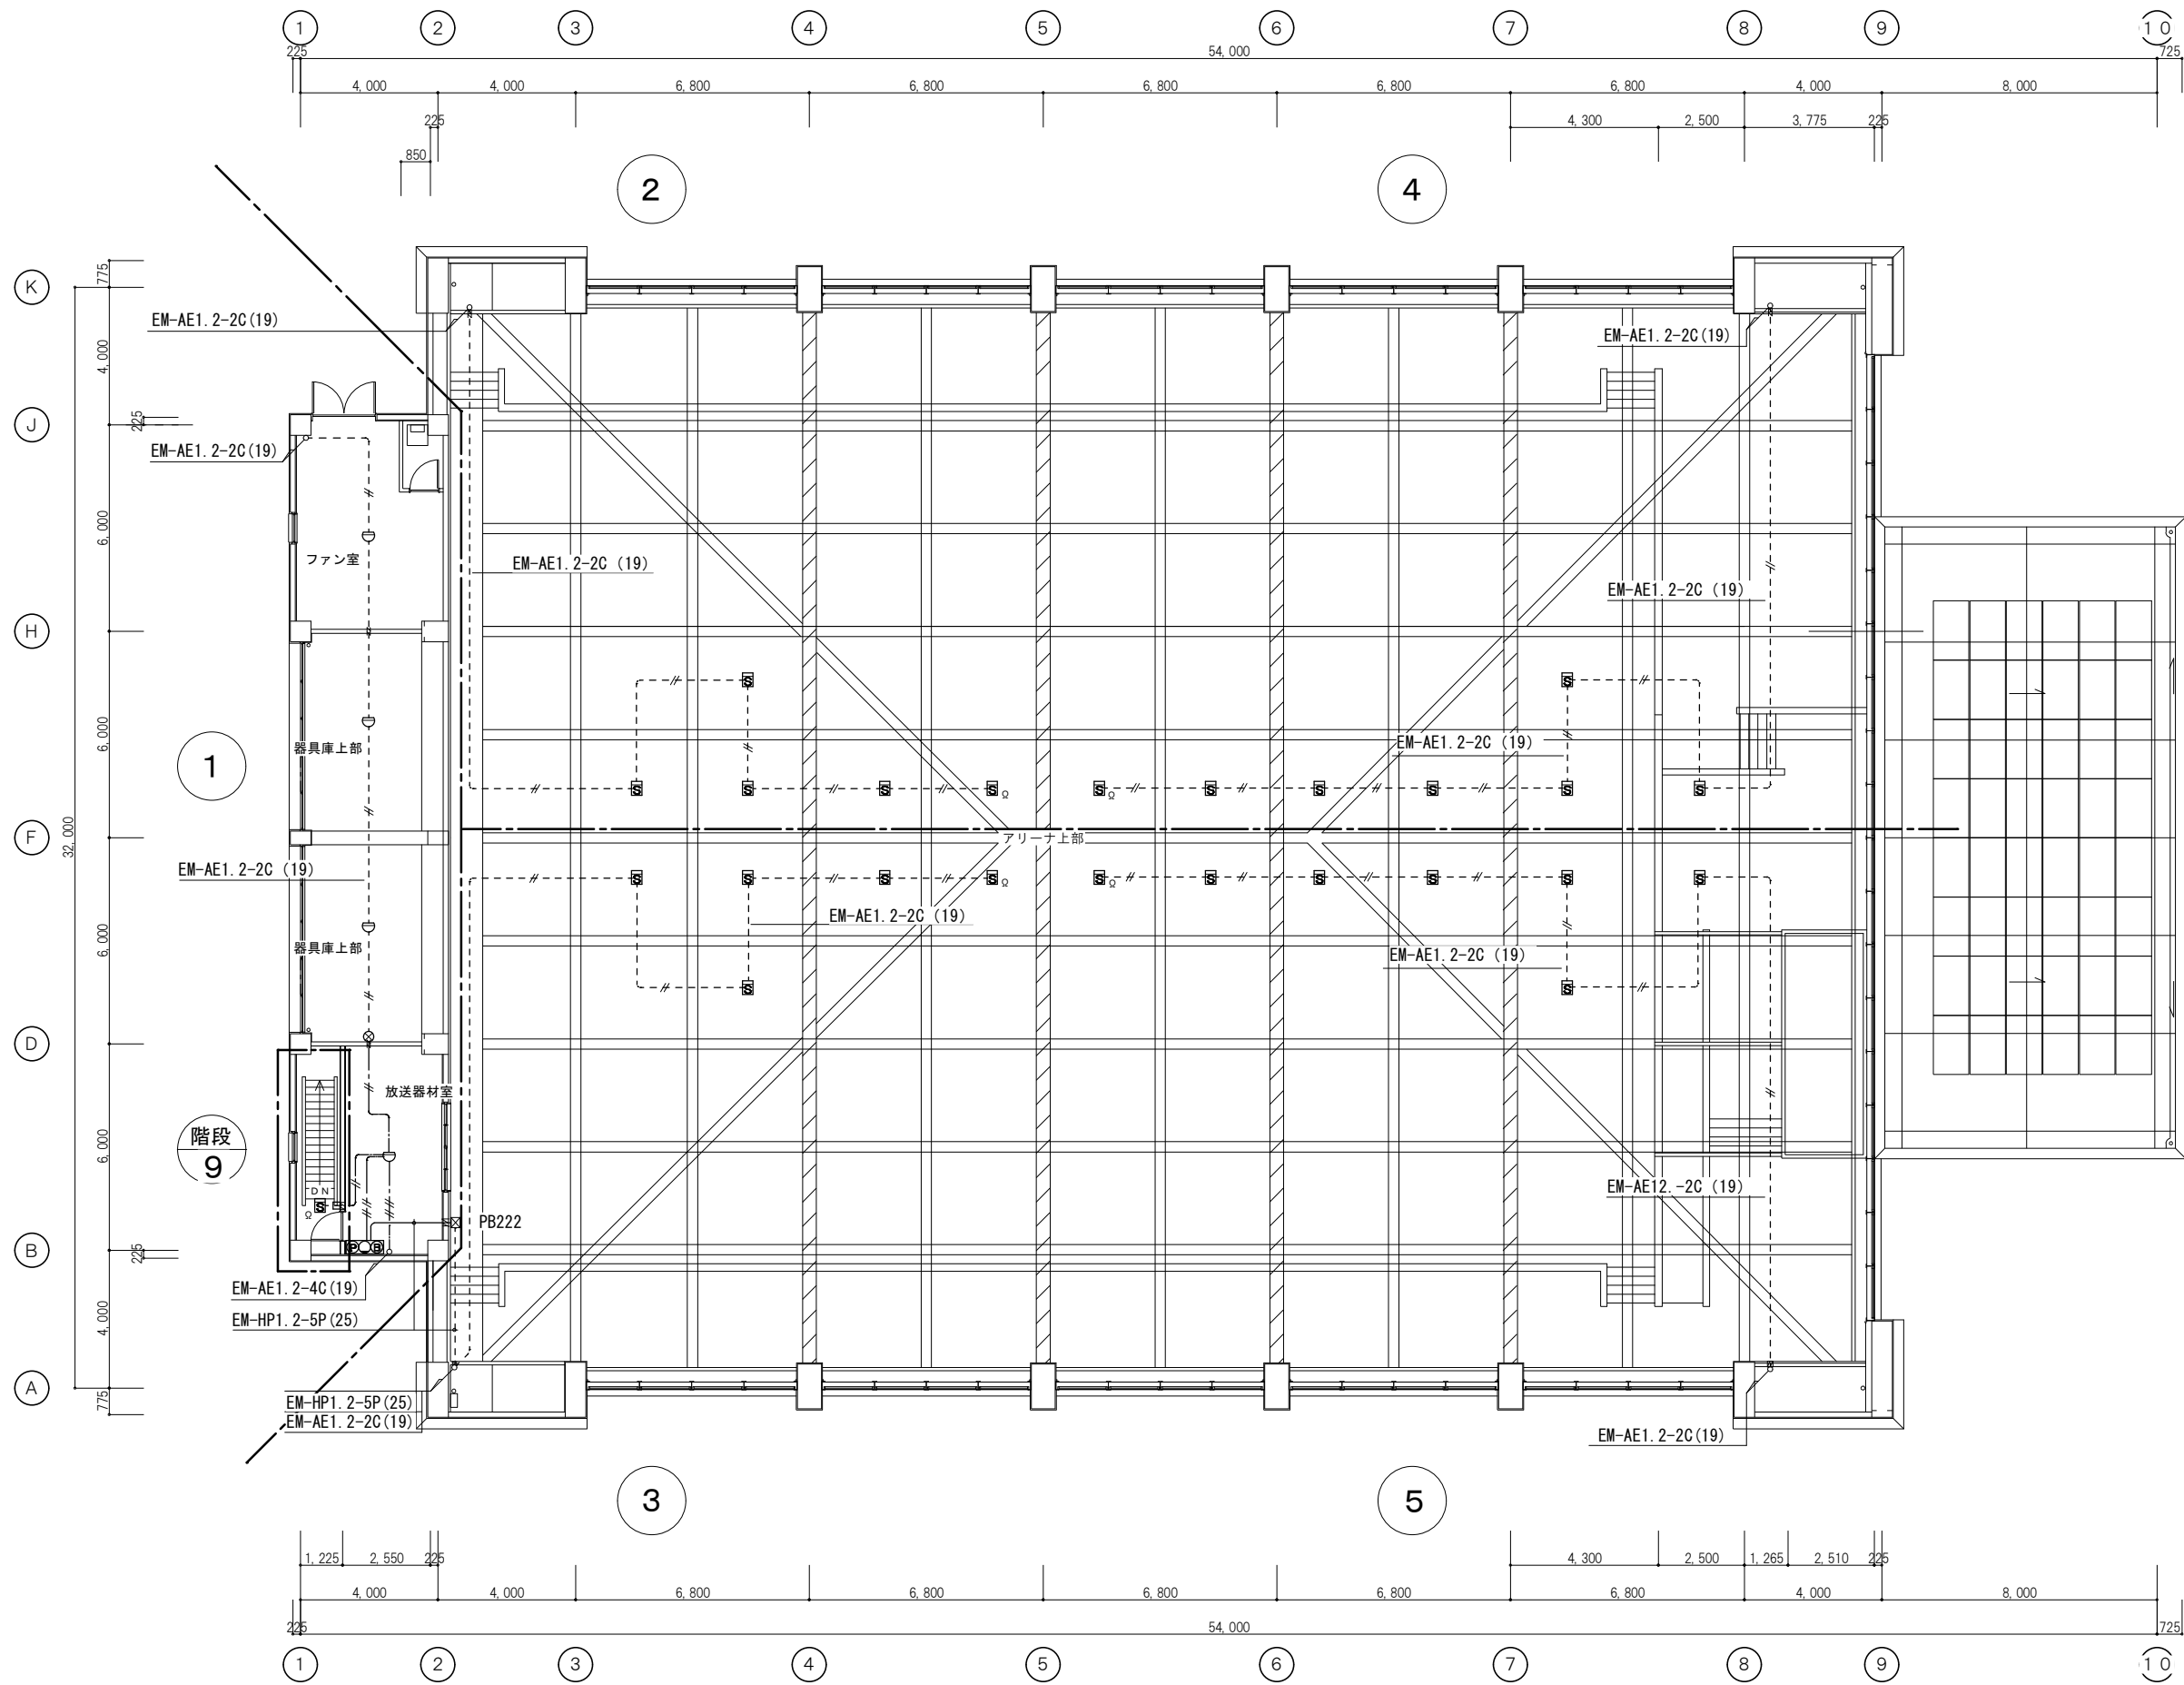 1 2 3 4 5 6 7 8 9 10
225 54,000 725
4,000 4,000 6,800 6,800 6,800 6,800 6,800 4,000 8,000
225 4,300 2,500 3,775 225
850
2 4
K
775
EM-AE1.2-2C(19)
EM-AE1.2-2C(19)
4,000
J
225
EM-AE1.2-2C(19)
6,000
ファン室
EM-AE1.2-2C (19)
EM-AE1.2-2C (19)
H
S S
6,000
器具庫上部
EM-AE1.2-2C (19)
1
S S S S Ω S Ω S S S S S
32,000
F
アリーナ上部
EM-AE1.2-2C (19)
S S S S Ω S Ω S S S S S
EM-AE1.2-2C (19)
6,000
器具庫上部
EM-AE1.2-2C (19)
S S
D
放送器材室
階段
9
6,000
DN
S
Ω
EM-AE12.-2C (19)
PB222
P B
B
225
EM-AE1.2-4C(19)
EM-HP1.2-5P(25)
4,000
A
775
EM-HP1.2-5P(25)
EM-AE1.2-2C(19)
EM-AE1.2-2C(19)
3 5
1,225 2,550 225 4,300 2,500 1,265 2,510 225
4,000 4,000 6,800 6,800 6,800 6,800 6,800 4,000 8,000
225 54,000 725
1 2 3 4 5 6 7 8 9 10